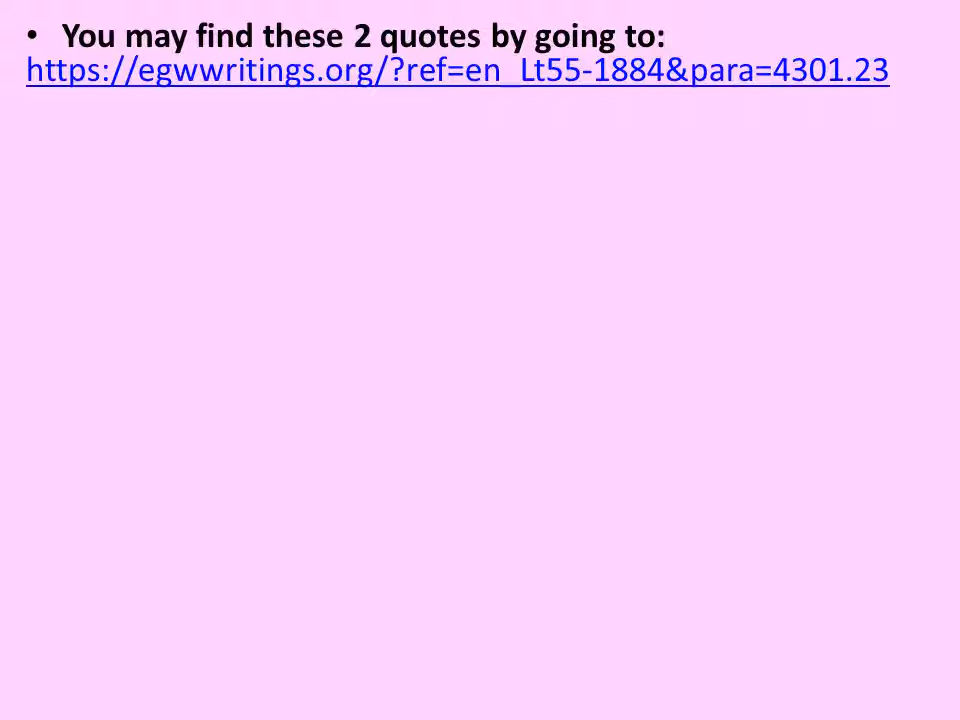 • You may find these 2 quotes by going to:
https://egwwritings.org/?ref=en_Lt55-1884&para=4301.23